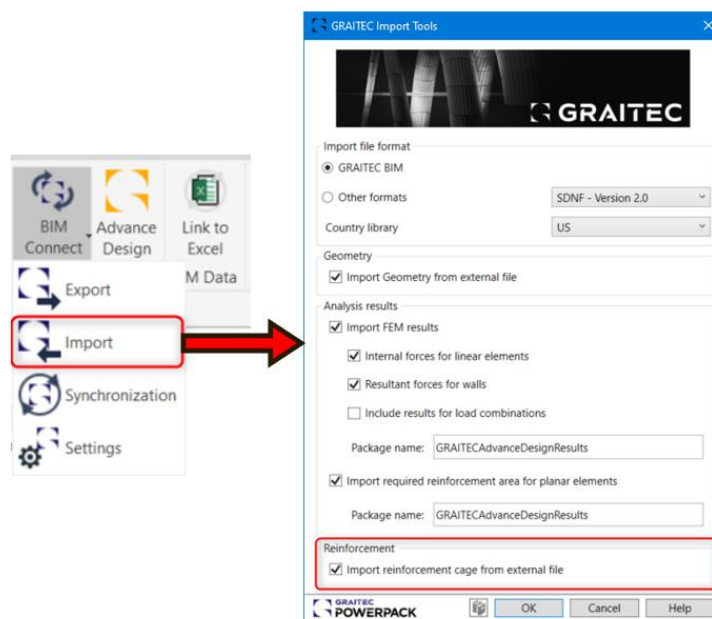 BIM
Connect
Advance
Design
Link to
Excel
M Data
Export
Import
Synchronization
Settings
GRAITEC Import Tools
GRAITEC
Import file format
GRAITEC BIM
Other formats SDNF - Version 2.0
Country library US
Geometry
Import Geometry from external file
Analysis results
Import FEM results
Internal forces for linear elements
Resultant forces for walls
Include results for load combinations
Package name: GRAITECAdvanceDesignResults
Import required reinforcement area for planar elements
Package name: GRAITECAdvanceDesignResults
Reinforcement
Import reinforcement cage from external file
GRAITEC
POWERPACK
OK Cancel Help